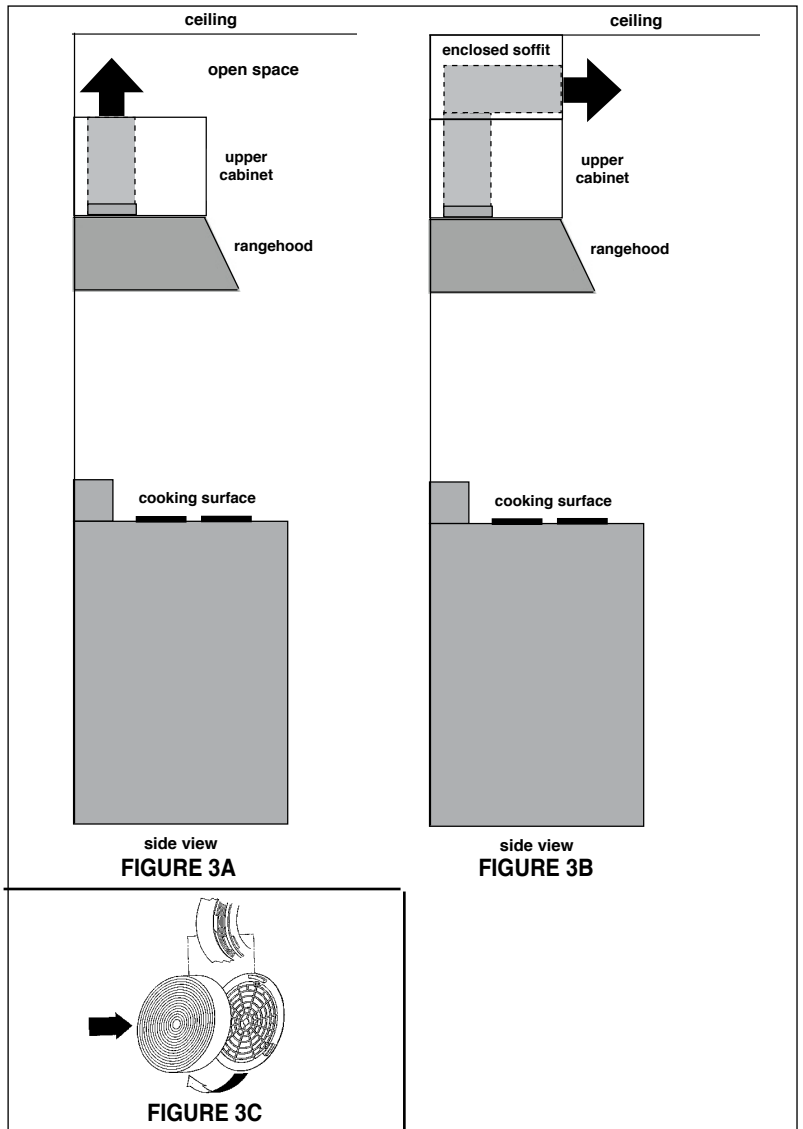 ceiling
open space
upper
cabinet
rangehood
cooking surface
side view
FIGURE 3A
ceiling
enclosed soffit
upper
cabinet
rangehood
cooking surface
side view
FIGURE 3B
FIGURE 3C